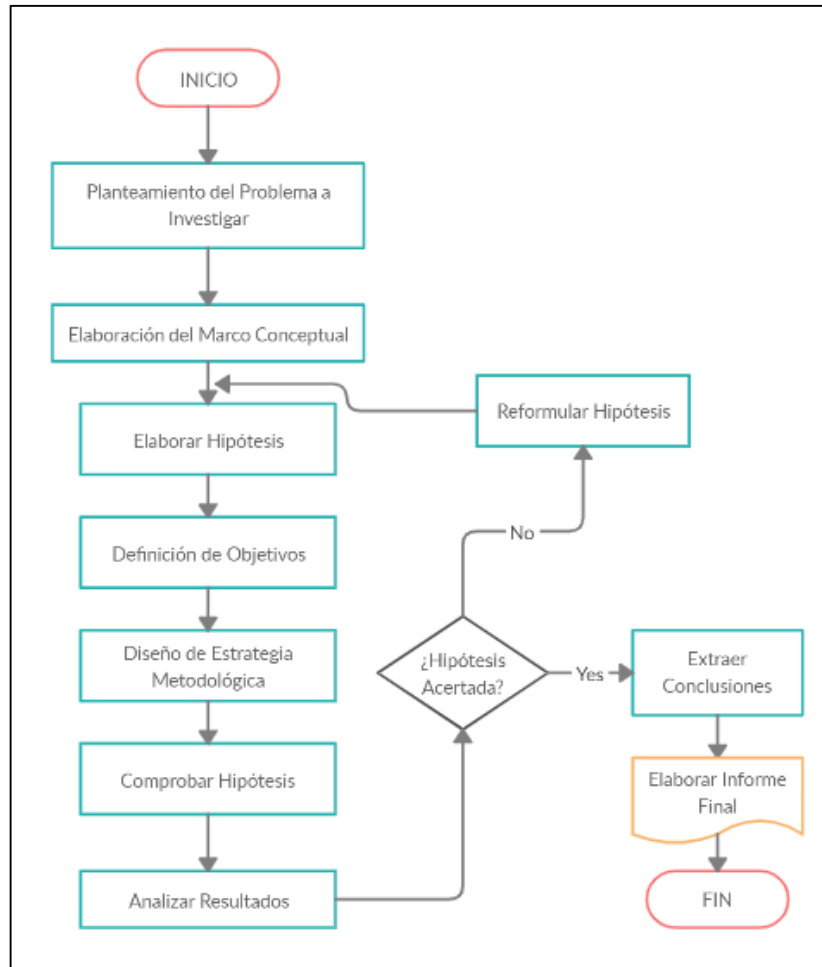 INICIO
Planteamiento del Problema a
Investigar
Elaboración del Marco Conceptual
Elaborar Hipótesis
Definición de Objetivos
Diseño de Estrategia
Metodológica
Comprobar Hipótesis
Analizar Resultados
¿Hipótesis
Acertada?
No
Reformular Hipótesis
Yes
Extraer
Conclusiones
Elaborar Informe
Final
FIN